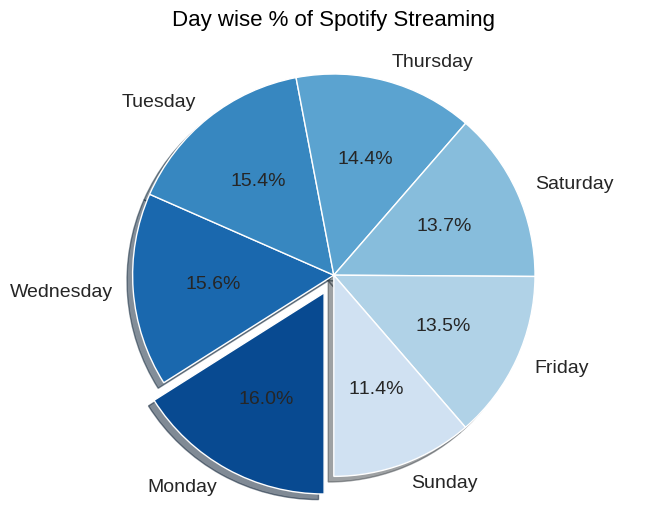 Day wise % of Spotify Streaming
Thursday
Tuesday
14.4%
15.4%
Saturday
13.7%
Wednesday
15.6%
13.5%
Friday
16.0%
11.4%
Monday
Sunday